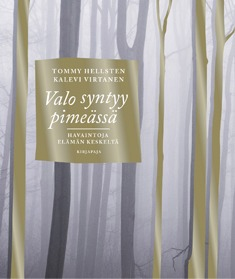 TOMMY HELLSTEN
KALEVI VIRTANEN
Valo syntyy
pimeässä
HAVAINTOJA
ELÄMÄN KESKELTÄ
KIRJAPAJA